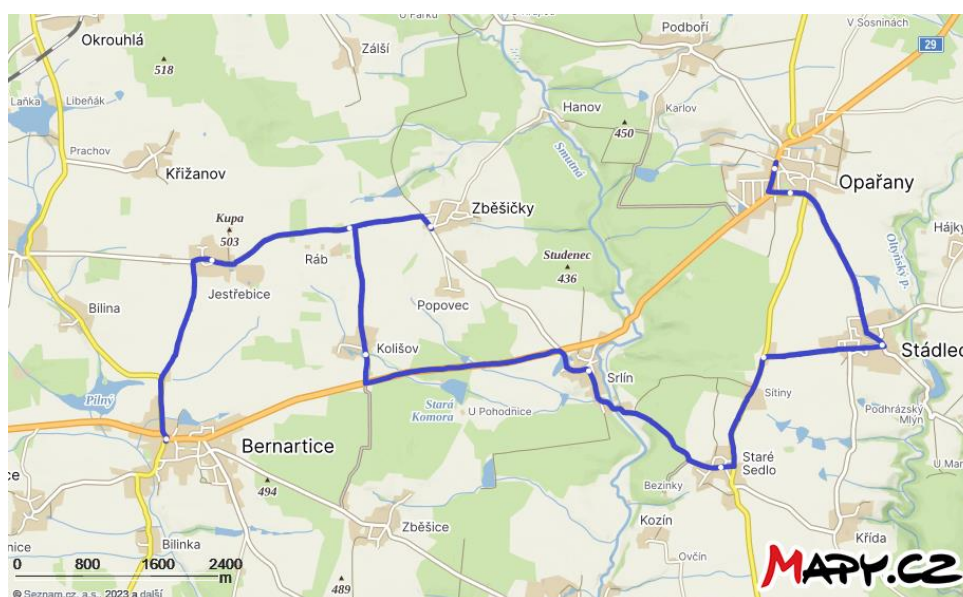 Okrouhlá
518
Zálší
Podboří
V Sosninách
29
Laňka
Libeňák
Hanov
Karlov
450
Prachov
Křižanov
Smutná
Opařany
Zběšičky
Kupa
503
Hájky
Oltyňský p.
Ráb
Studenec
436
Jestřebice
Popovec
Bilina
Kolišov
Stádlec
Srlín
Pilný
Sitiny
Stará
Komora
U Pohodnice
Podhrázský
Mlýn
Bernartice
Staré
Sedlo
Bezinky
494
Zběšice
Kozín
Křída
Bilinka
Ovčín
0 800 1600 2400
m
489
Mapy.cz
© Seznam.cz, a.s., 2023 a další